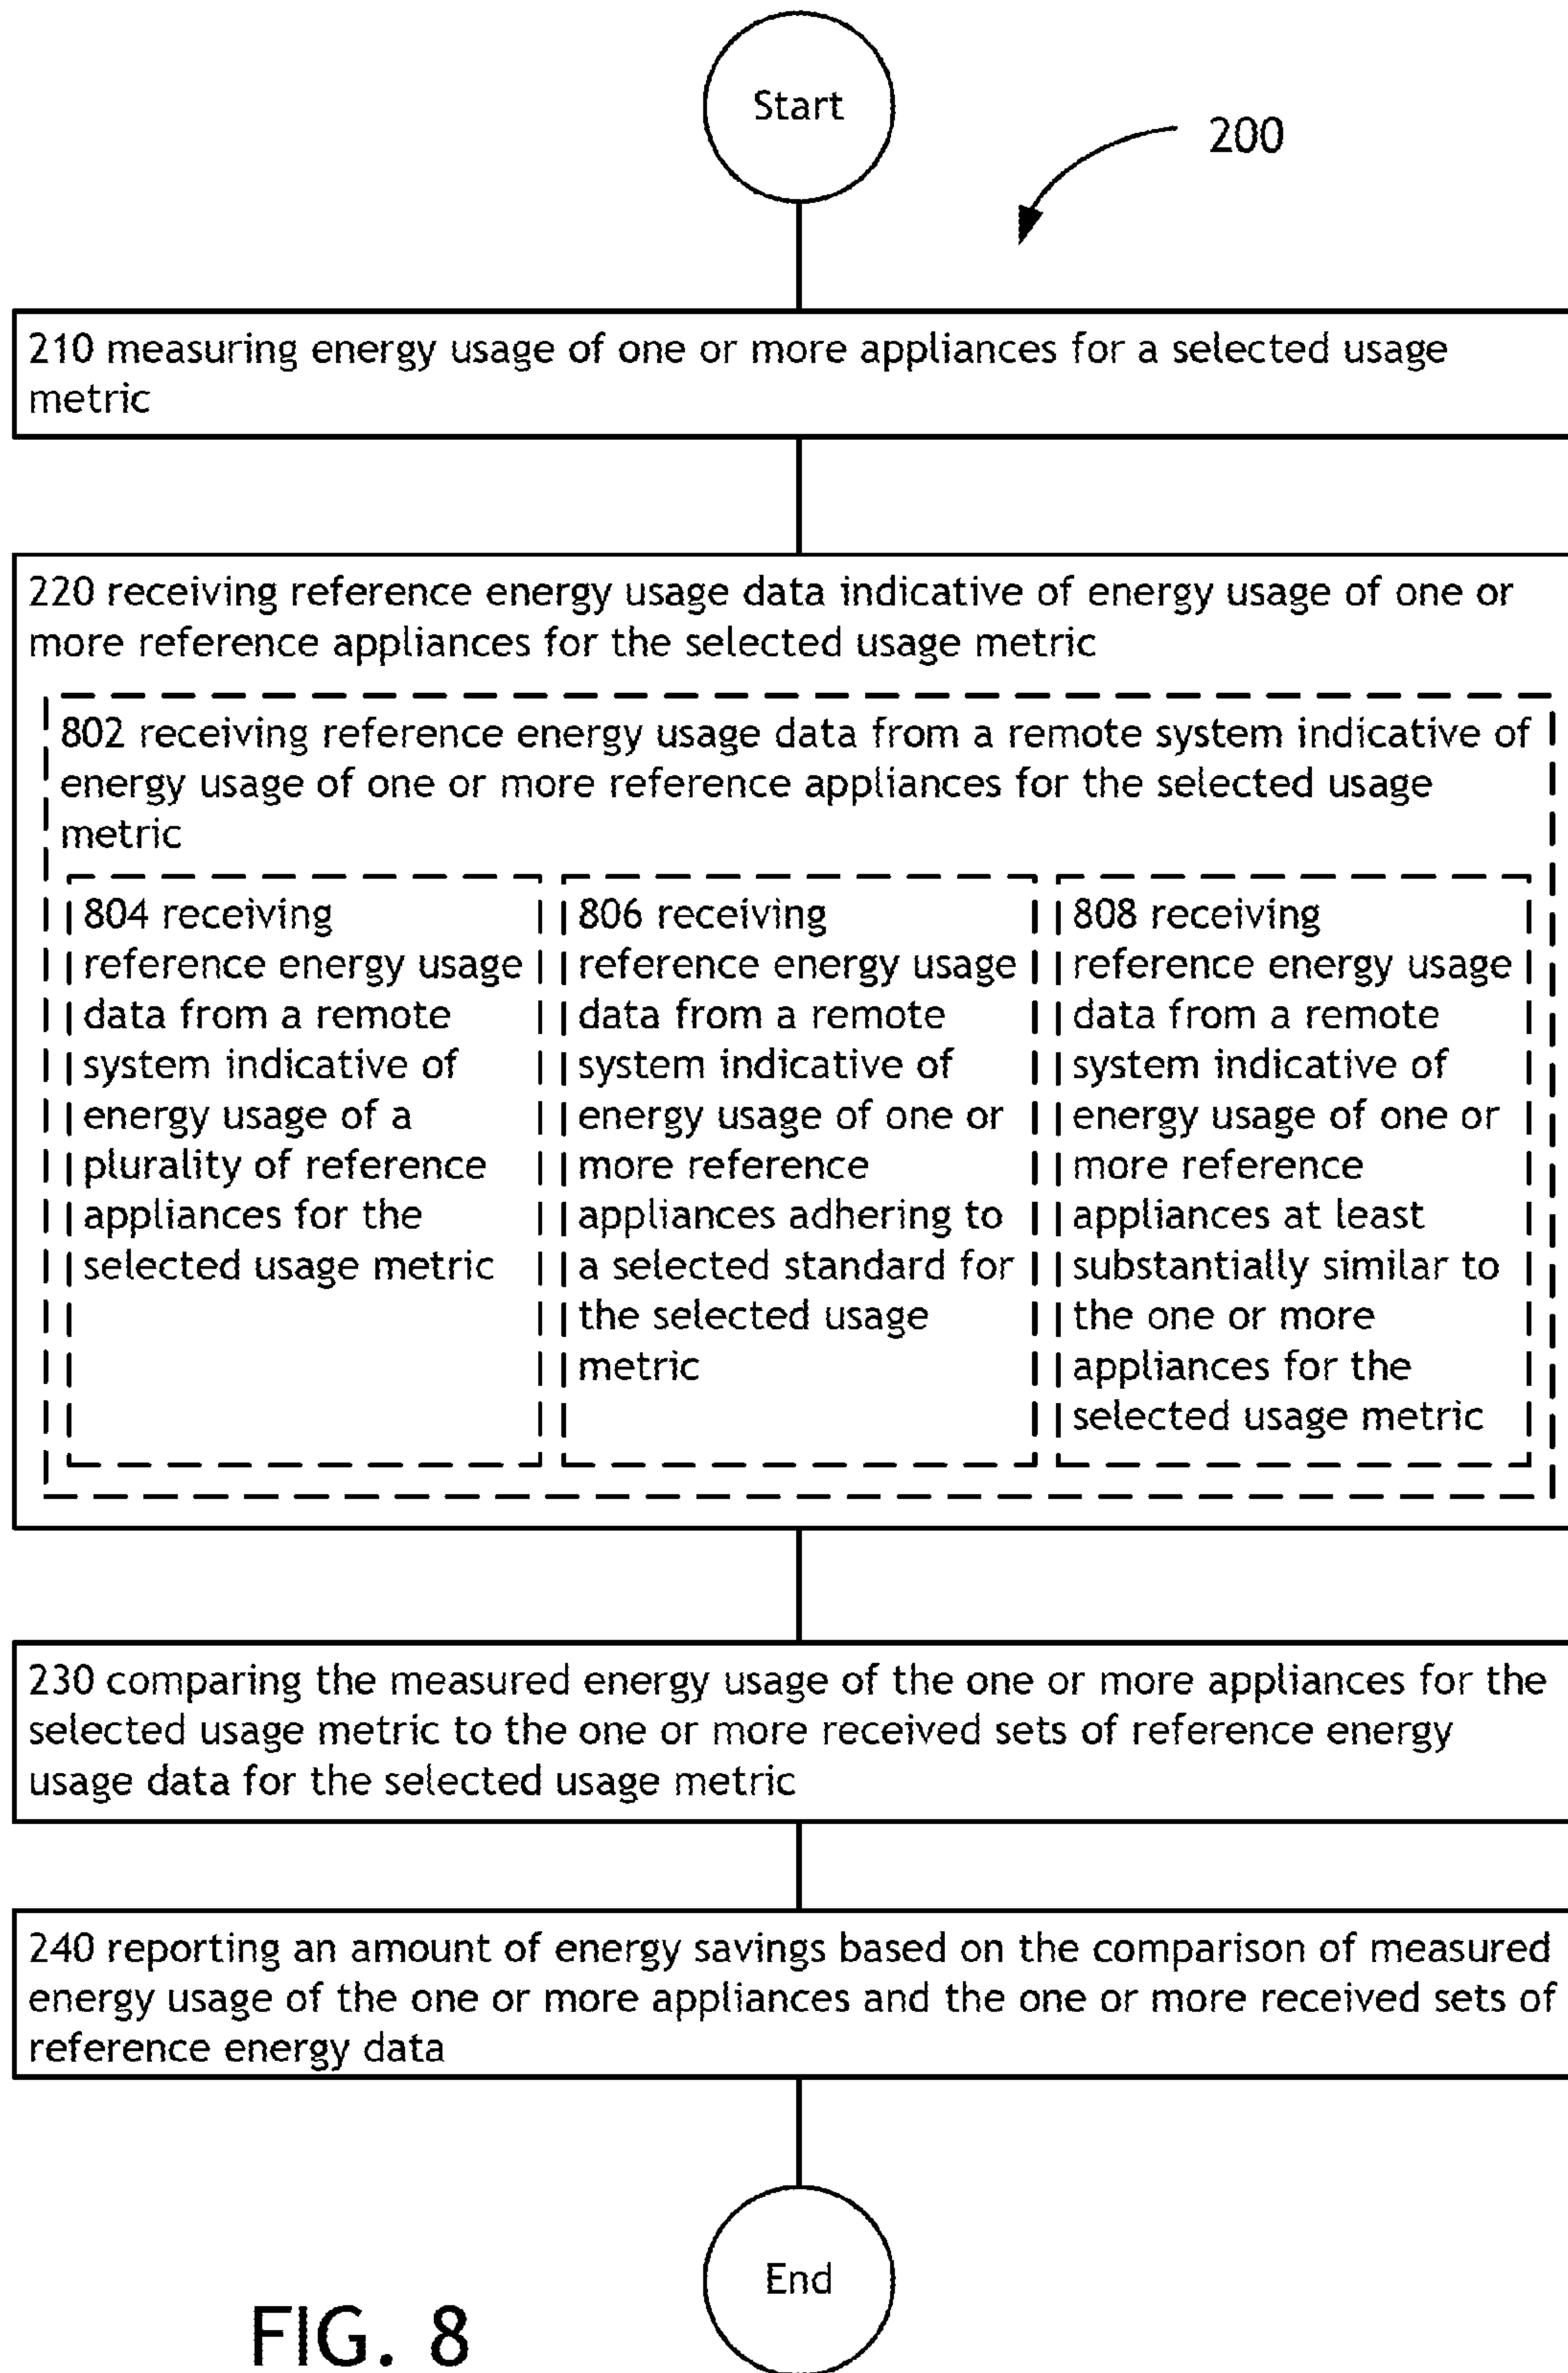 Start
200
210 measuring energy usage of one or more appliances for a selected usage
metric
220 receiving reference energy usage data indicative of energy usage of one or
more reference appliances for the selected usage metric
802 receiving reference energy usage data from a remote system indicative of
energy usage of one or more reference appliances for the selected usage
metric
804 receiving
reference energy usage
data from a remote
system indicative of
energy usage of a
plurality of reference
appliances for the
selected usage metric
806 receiving
reference energy usage
data from a remote
system indicative of
energy usage of one or
more reference
appliances adhering to
a selected standard for
the selected usage
metric
808 receiving
reference energy usage
data from a remote
system indicative of
energy usage of one or
more reference
appliances at least
substantially similar to
the one or more
appliances for the
selected usage metric
230 comparing the measured energy usage of the one or more appliances for the
selected usage metric to the one or more received sets of reference energy
usage data for the selected usage metric
240 reporting an amount of energy savings based on the comparison of measured
energy usage of the one or more appliances and the one or more received sets of
reference energy data
End
FIG. 8